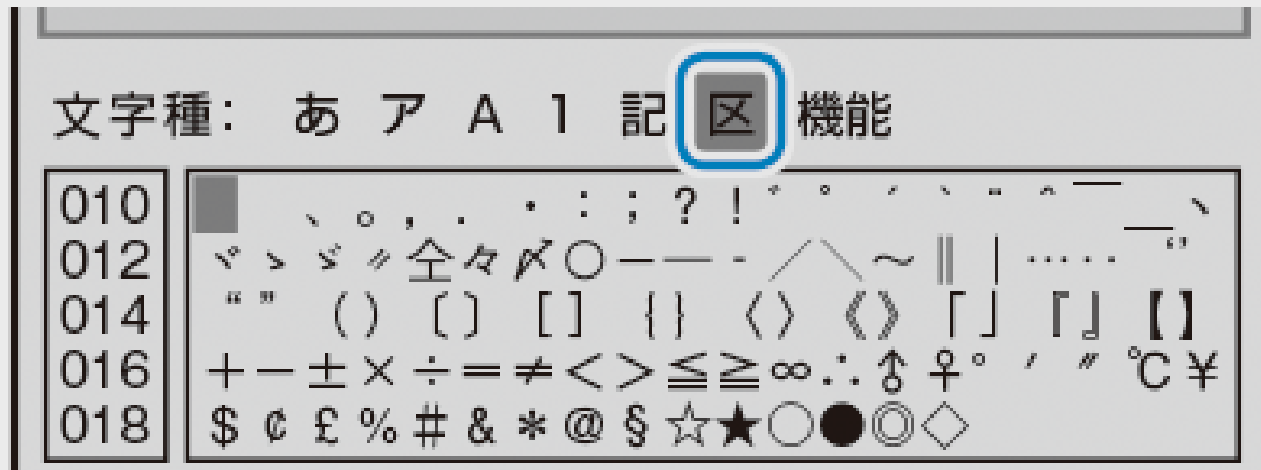 文字種: あ ア A 1 記 区 機能
010 　、。,.・:;?!゛゜´｀¨＾￣＿ヽ
012 ヾゝゞ〃仝々〆〇ー―‐／＼～∥｜…‥‘’
014 “”()〔〕[]{}〈〉《》「」『』【】
016 +−±×÷=≠<>≦≧∞∴♂♀°′″℃¥
018 $¢£%#&*@§☆★○●◎◇